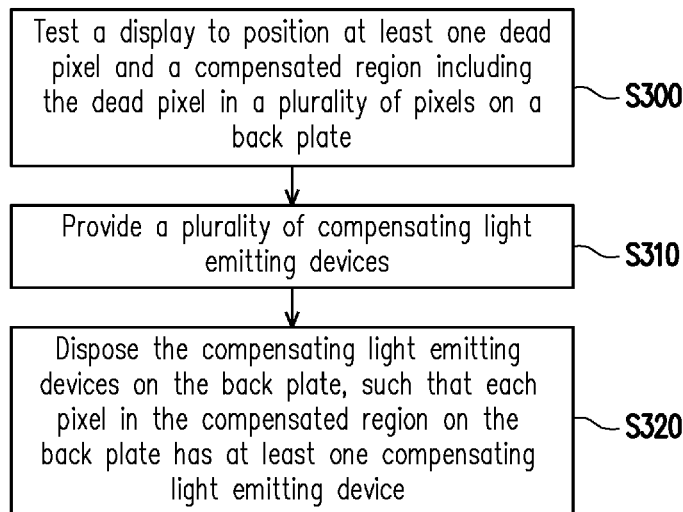 Test a display to position at least one dead
pixel and a compensated region including
the dead pixel in a plurality of pixels on a
back plate
S300
Provide a plurality of compensating light
emitting devices
S310
Dispose the compensating light emitting
devices on the back plate, such that each
pixel in the compensated region on the
back plate has at least one compensating
light emitting device
S320